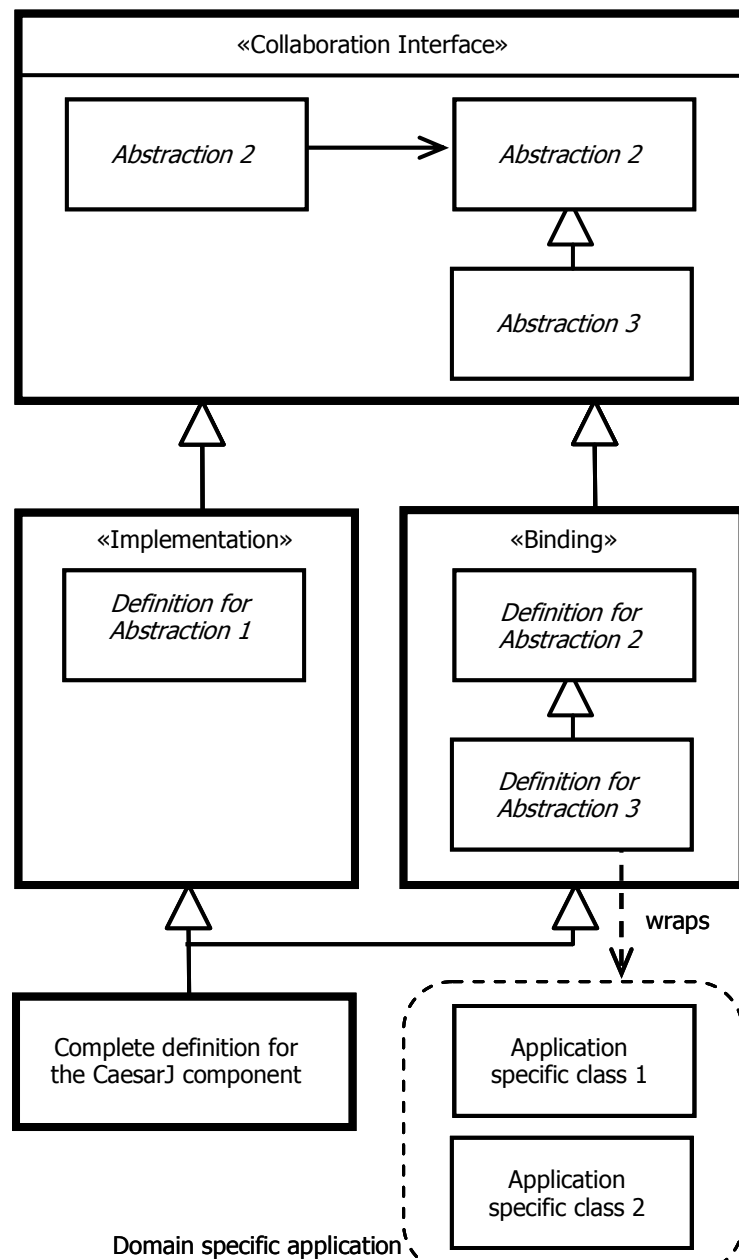 «Collaboration Interface»
Abstraction 2
Abstraction 2
Abstraction 3
«Implementation»
Definition for
Abstraction 1
«Binding»
Definition for
Abstraction 2
Definition for
Abstraction 3
wraps
Complete definition for
the CaesarJ component
Application
specific class 1
Application
specific class 2
Domain specific application